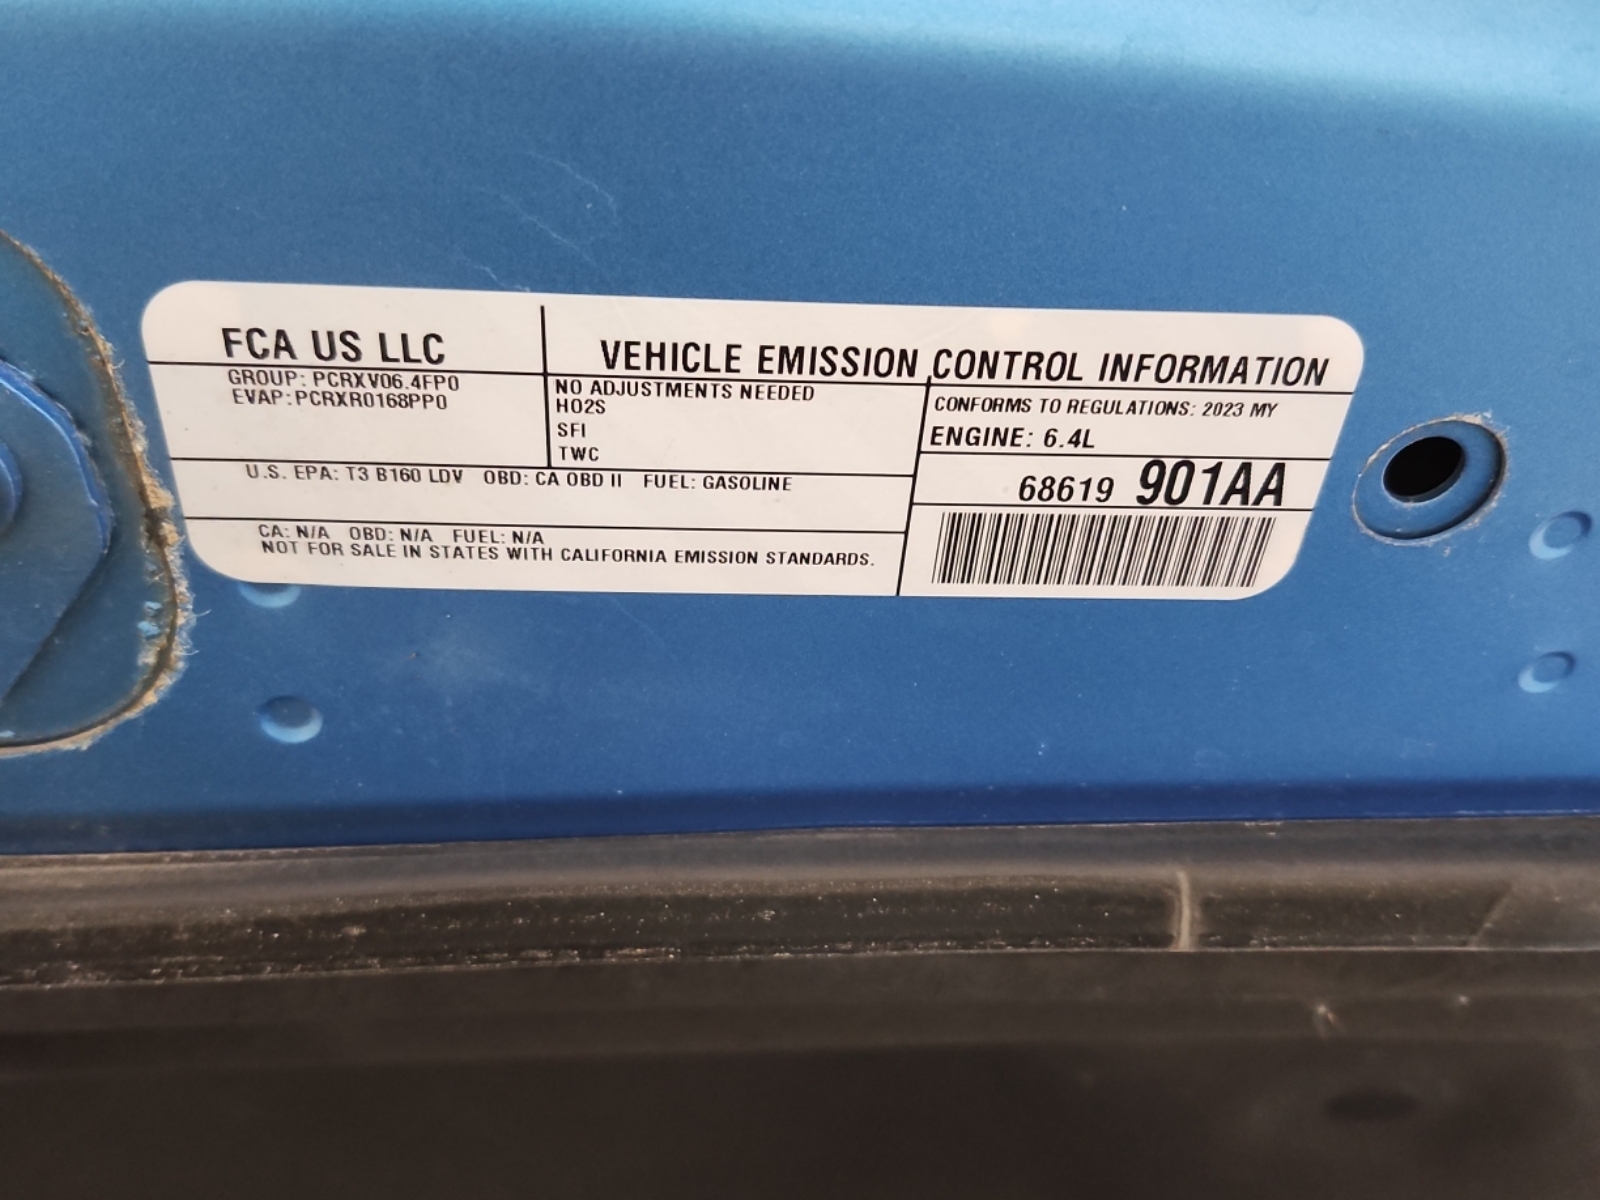 FCA US LLC
VEHICLE EMISSION CONTROL INFORMATION
GROUP: PCRXV06.4FP0
EVAP:PCRXR0168PP0
NO ADJUSTMENTS NEEDED
HO2S
SFI
TWC
CONFORMS TO REGULATIONS: 2023 MY
ENGINE: 6.4L
U.S. EPA: T3 B160 LDV OBD: CA OBD II FUEL: GASOLINE
68619 901AA
CA: N/A OBD: N/A FUEL: N/A
NOT FOR SALE IN STATES WITH CALIFORNIA EMISSION STANDARDS.